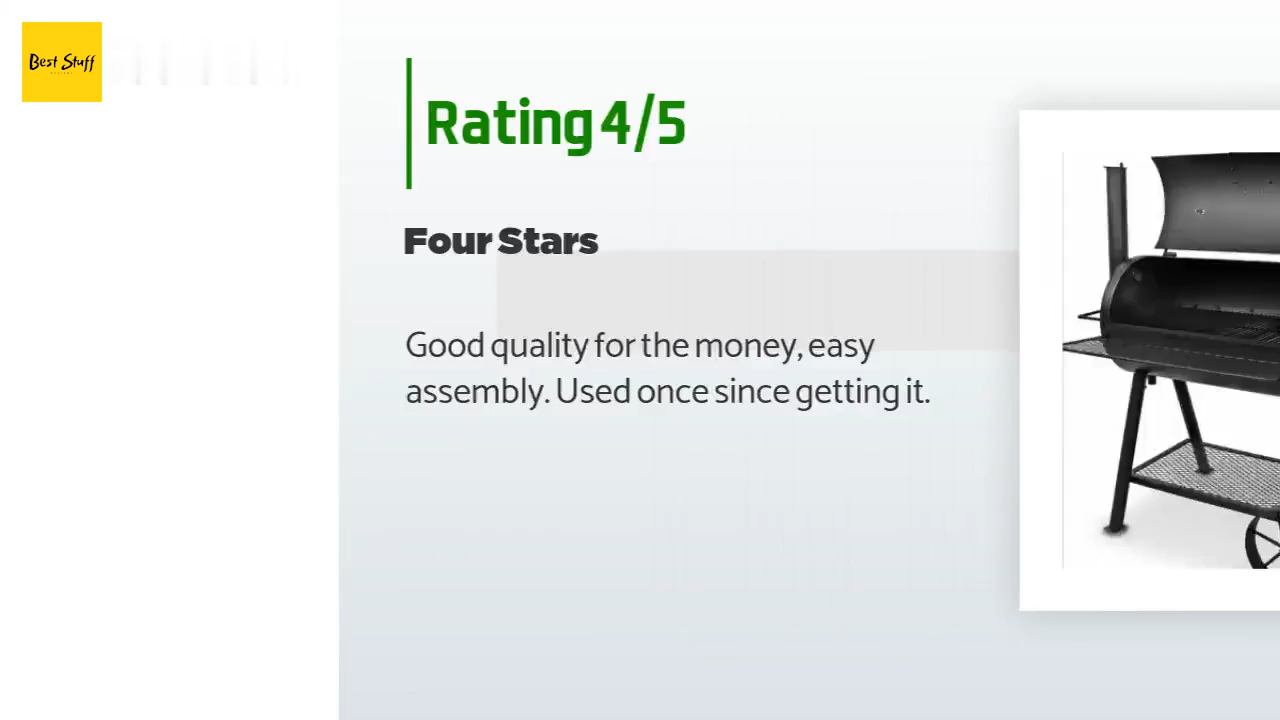 Best Stuff
Rating 4/5
Four Stars
Good quality for the money, easy
assembly. Used once since getting it.